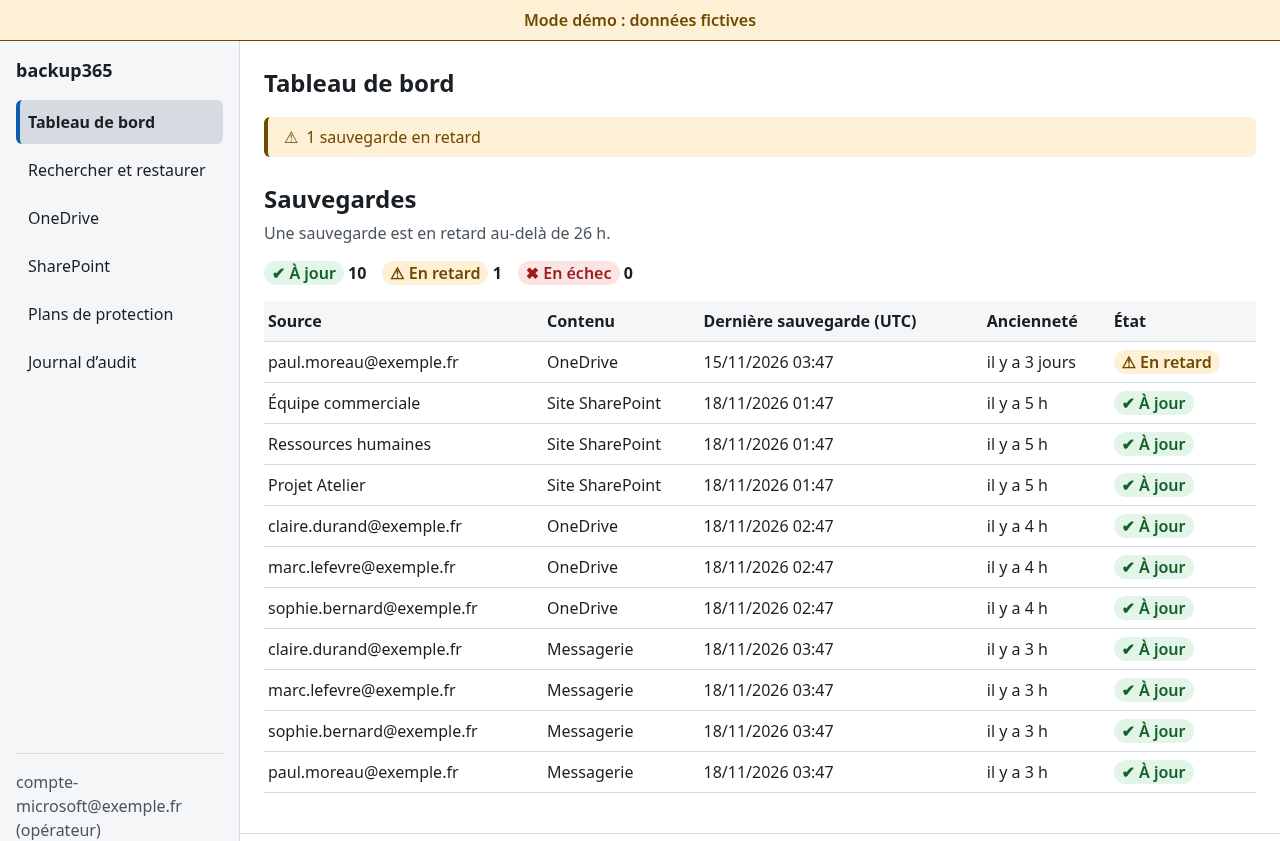 Mode démo : données fictives
backup365
Tableau de bord
Rechercher et restaurer
OneDrive
SharePoint
Plans de protection
Journal d’audit
compte-
microsoft@exemple.fr
(opérateur)
Tableau de bord
⚠ 1 sauvegarde en retard
Sauvegardes
Une sauvegarde est en retard au-delà de 26 h.
✔ À jour 10 ⚠ En retard 1 ✖ En échec 0
Source Contenu Dernière sauvegarde (UTC) Ancienneté État
paul.moreau@exemple.fr OneDrive 15/11/2026 03:47 il y a 3 jours ⚠ En retard
Équipe commerciale Site SharePoint 18/11/2026 01:47 il y a 5 h ✔ À jour
Ressources humaines Site SharePoint 18/11/2026 01:47 il y a 5 h ✔ À jour
Projet Atelier Site SharePoint 18/11/2026 01:47 il y a 5 h ✔ À jour
claire.durand@exemple.fr OneDrive 18/11/2026 02:47 il y a 4 h ✔ À jour
marc.lefevre@exemple.fr OneDrive 18/11/2026 02:47 il y a 4 h ✔ À jour
sophie.bernard@exemple.fr OneDrive 18/11/2026 02:47 il y a 4 h ✔ À jour
claire.durand@exemple.fr Messagerie 18/11/2026 03:47 il y a 3 h ✔ À jour
marc.lefevre@exemple.fr Messagerie 18/11/2026 03:47 il y a 3 h ✔ À jour
sophie.bernard@exemple.fr Messagerie 18/11/2026 03:47 il y a 3 h ✔ À jour
paul.moreau@exemple.fr Messagerie 18/11/2026 03:47 il y a 3 h ✔ À jour